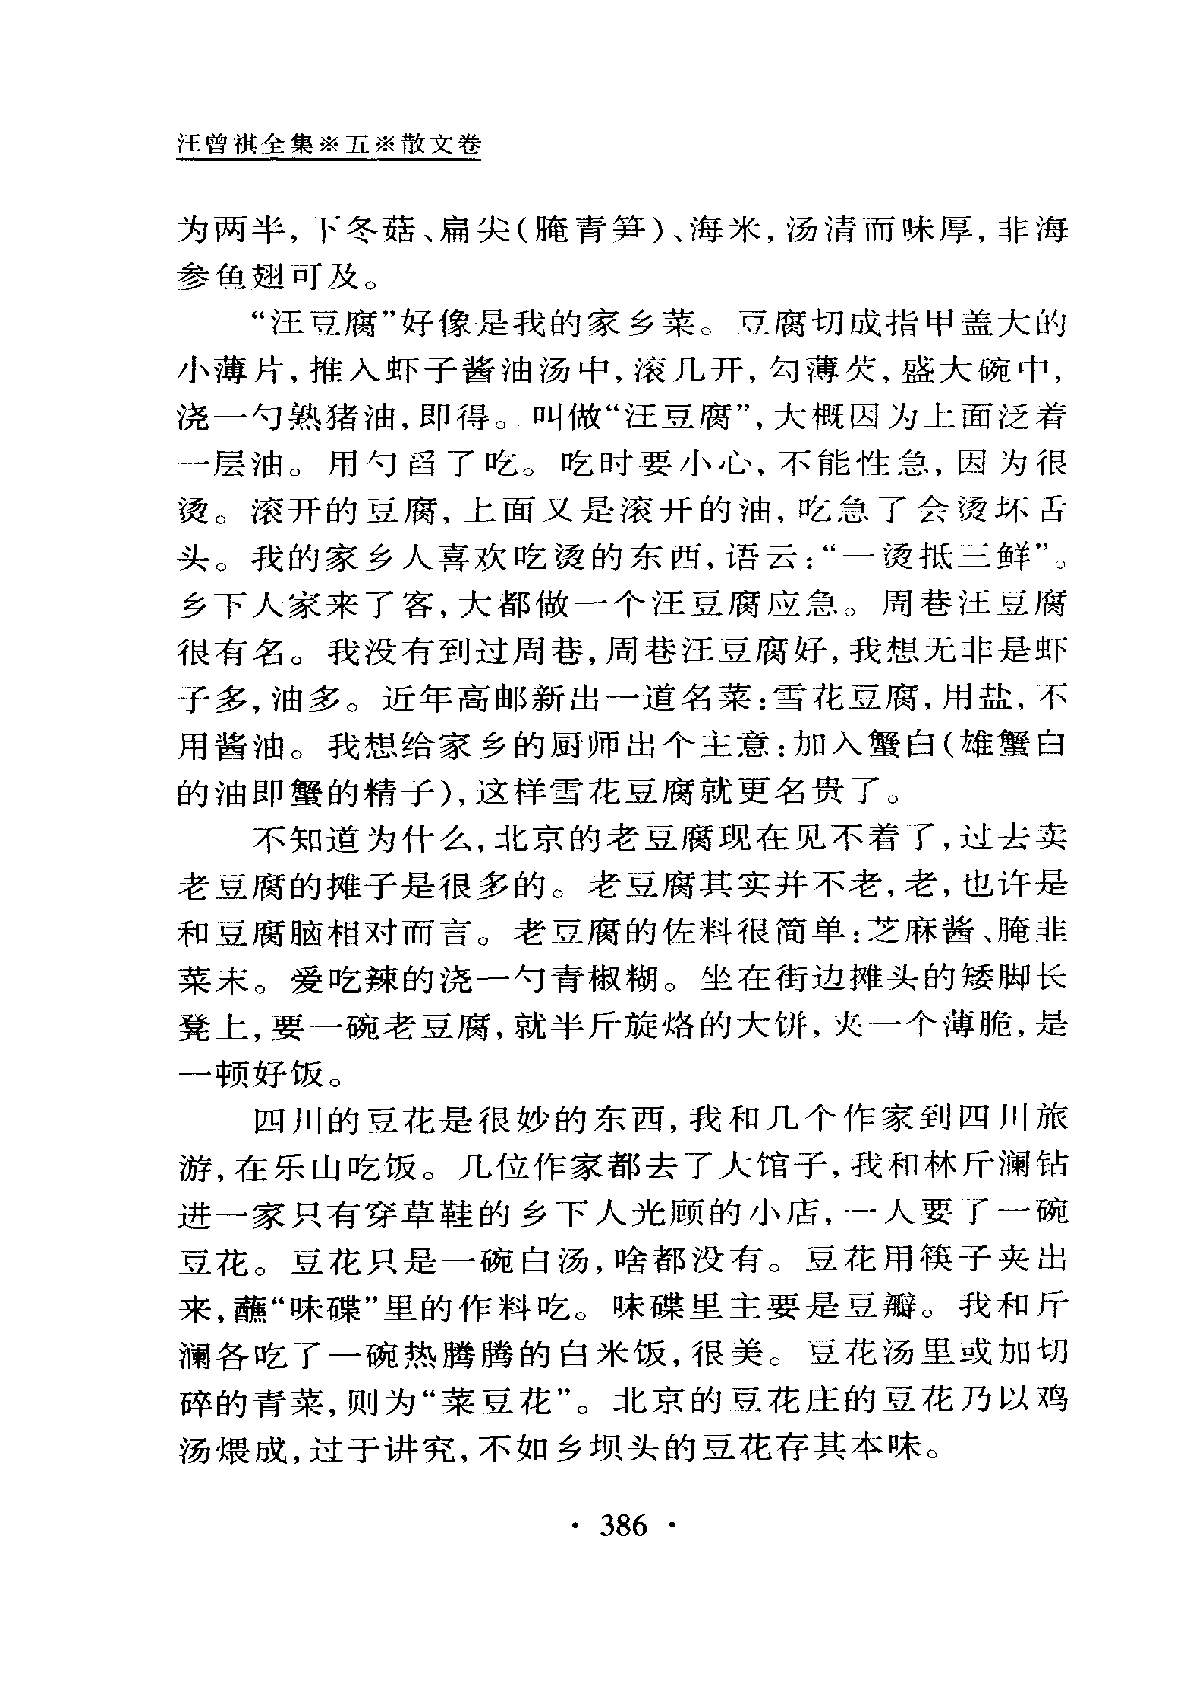 汪曾祺全集※五※散文卷
为两半,下冬菇、扁尖(腌青笋)、海米,汤清而味厚,非海
参鱼翅可及。
“汪豆腐”好像是我的家乡菜。豆腐切成指甲盖大的
小薄片,推入虾子酱油汤中,滚几开,勾薄芡,盛大碗中,
浇一勺熟猪油,即得。叫做“汪豆腐”,大概因为上面泛着
一层油。用勺舀了吃。吃时要小心,不能性急,因为很
烫。滚开的豆腐,上面又是滚开的油,吃急了会烫坏舌
头。我的家乡人喜欢吃烫的东西,语云:“一烫抵三鲜”。
乡下人家来了客,大都做一个汪豆腐应急。周巷汪豆腐
很有名。我没有到过周巷,周巷汪豆腐好,我想无非是虾
子多,油多。近年高邮新出一道名菜:雪花豆腐,用盐,不
用酱油。我想给家乡的厨师出个主意:加入蟹白(雄蟹白
的油即蟹的精子),这样雪花豆腐就更名贵了。
不知道为什么,北京的老豆腐现在见不着了,过去卖
老豆腐的摊子是很多的。老豆腐其实并不老,老,也许是
和豆腐脑相对而言。老豆腐的佐料很简单:芝麻酱、腌韭
菜末。爱吃辣的浇一勺青椒糊。坐在街边摊头的矮脚长
凳上,要一碗老豆腐,就半斤旋烙的大饼,夹一个薄脆,是
一顿好饭。
四川的豆花是很妙的东西,我和几个作家到四川旅
游,在乐山吃饭。几位作家都去了大馆子,我和林斤澜钻
进一家只有穿草鞋的乡下人光顾的小店,一人要了一碗
豆花。豆花只是一碗白汤,啥都没有。豆花用筷子夹出
来,蘸“味碟”里的作料吃。味碟里主要是豆瓣。我和斤
澜各吃了一碗热腾腾的白米饭,很美。豆花汤里或加切
碎的青菜,则为“菜豆花”。北京的豆花庄的豆花乃以鸡
汤煨成,过于讲究,不如乡坝头的豆花存其本味。
· 386 ·